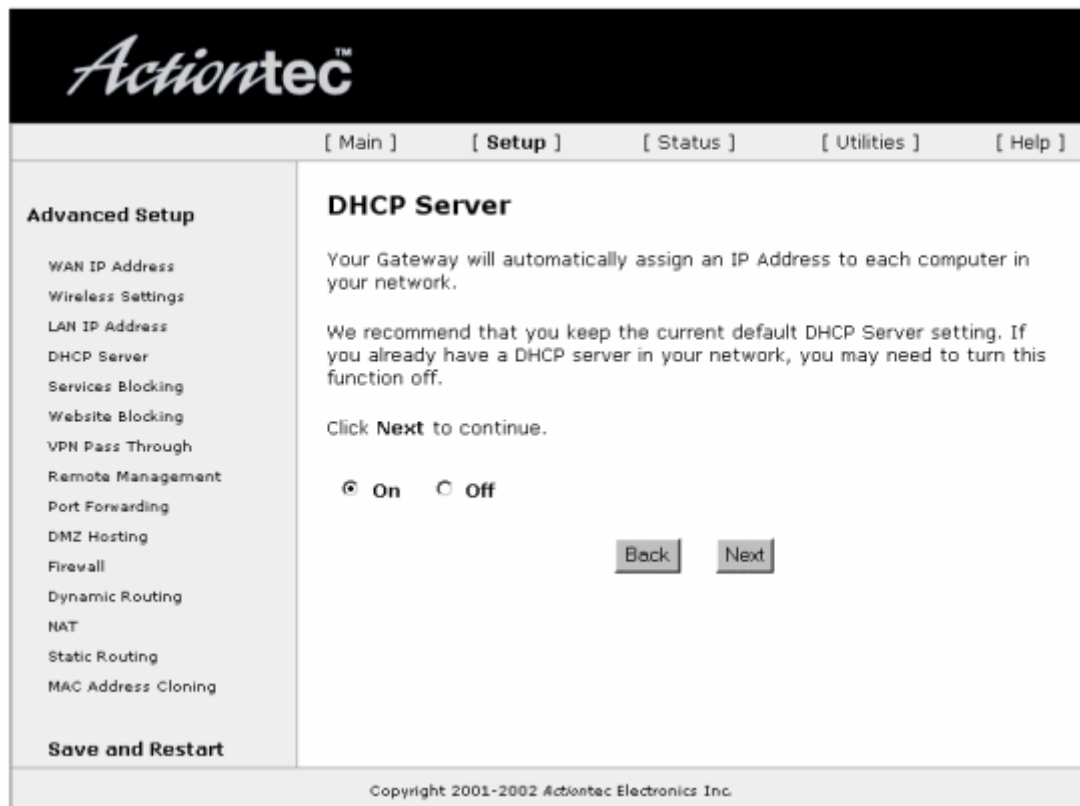 Actiontec™
[ Main ] [ Setup ] [ Status ] [ Utilities ] [ Help ]
Advanced Setup
WAN IP Address
Wireless Settings
LAN IP Address
DHCP Server
Services Blocking
Website Blocking
VPN Pass Through
Remote Management
Port Forwarding
DMZ Hosting
Firewall
Dynamic Routing
NAT
Static Routing
MAC Address Cloning
Save and Restart
DHCP Server
Your Gateway will automatically assign an IP Address to each computer in
your network.
We recommend that you keep the current default DHCP Server setting. If
you already have a DHCP server in your network, you may need to turn this
function off.
Click Next to continue.
On Off
Back Next
Copyright 2001-2002 Actiontec Electronics Inc.